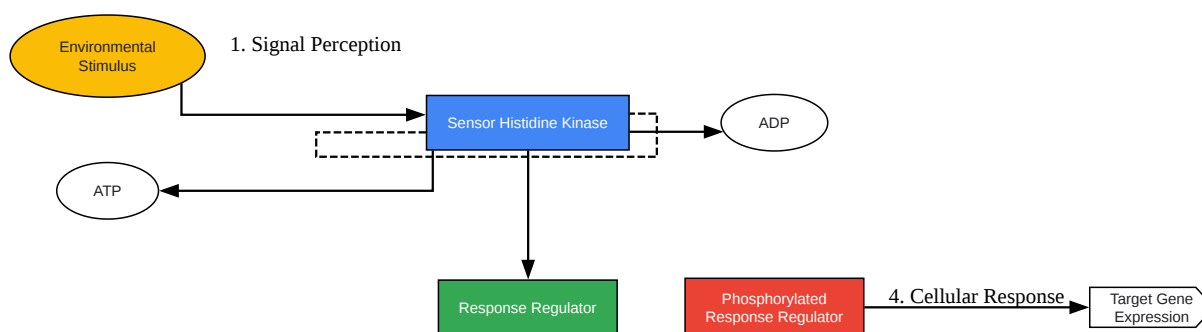 Environmental
Stimulus
1. Signal Perception
Sensor Histidine Kinase
ADP
ATP
Response Regulator
Phosphorylated
Response Regulator
4. Cellular Response
Target Gene
Expression